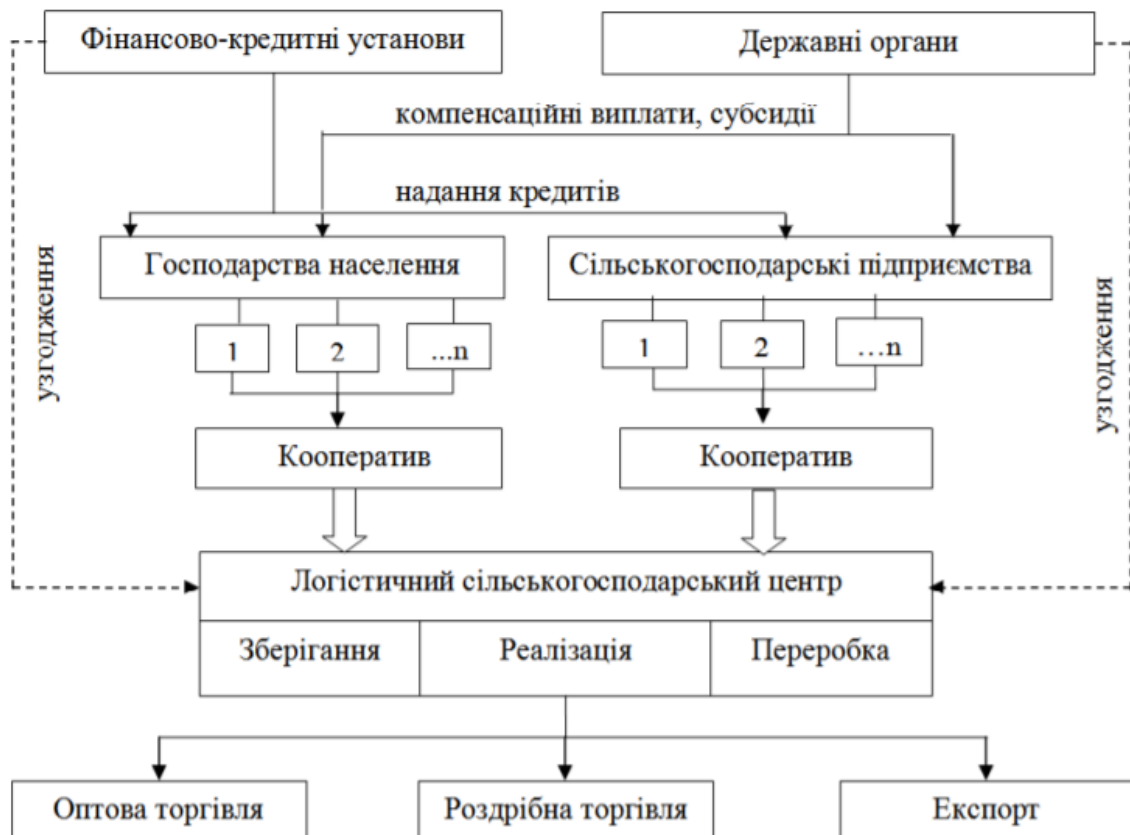 Фінансово-кредитні установи
Державні органи
компенсаційні виплати, субсидії
надання кредитів
узгодження
узгодження
Господарства населення
Сільськогосподарські підприємства
1
2
...n
1
2
…n
Кооператив
Кооператив
Логістичний сільськогосподарський центр
Зберігання
Реалізація
Переробка
Оптова торгівля
Роздрібна торгівля
Експорт